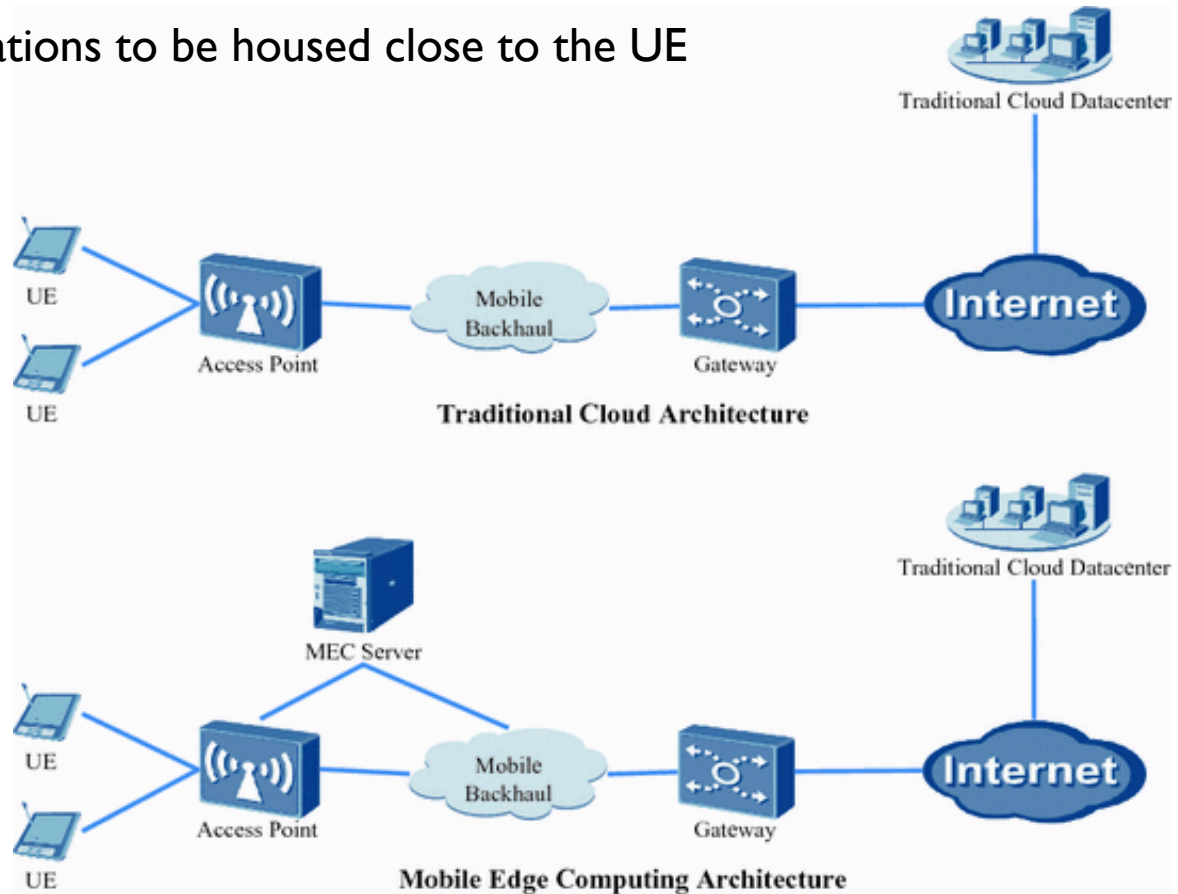 to be housed close to the UE
Traditional Cloud Datacenter
UE
UE
Access Point
Mobile
Backhaul
Gateway
Internet
Traditional Cloud Architecture
Traditional Cloud Datacenter
MEC Server
UE
UE
Access Point
Mobile
Backhaul
Gateway
Internet
Mobile Edge Computing Architecture